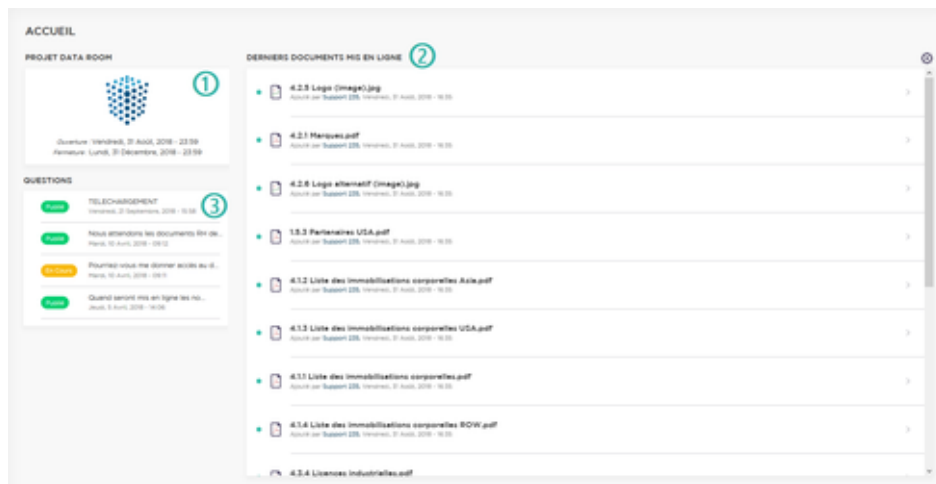 ACCUEIL
PROJET DATA ROOM
1
Ouverture : Vendredi, 31 Août, 2018 - 23:59
Fermeture : Lundi, 31 Décembre, 2018 - 23:59
QUESTIONS
3
Publié
TELECHARGEMENT
Vendredi, 21 Septembre, 2018 - 15:58
Publié
Nous attendons les documents RH de...
Mardi, 10 Avril, 2018 - 09:12
En Cours
Pourriez-vous me donner accès au d...
Mardi, 10 Avril, 2018 - 09:11
Publié
Quand seront mis en ligne les no...
Jeudi, 5 Avril, 2018 - 14:06
DERNIERS DOCUMENTS MIS EN LIGNE 2
4.2.5 Logo (image).jpg
Ajouté par Support 235, Vendredi, 31 Août, 2018 - 16:35
4.2.1 Marques.pdf
Ajouté par Support 235, Vendredi, 31 Août, 2018 - 16:35
4.2.6 Logo alternatif (image).jpg
Ajouté par Support 235, Vendredi, 31 Août, 2018 - 16:35
1.5.3 Partenaires USA.pdf
Ajouté par Support 235, Vendredi, 31 Août, 2018 - 16:35
4.1.2 Liste des immobilisations corporelles Asie.pdf
Ajouté par Support 235, Vendredi, 31 Août, 2018 - 16:35
4.1.3 Liste des immobilisations corporelles USA.pdf
Ajouté par Support 235, Vendredi, 31 Août, 2018 - 16:35
4.1.1 Liste des immobilisations corporelles.pdf
Ajouté par Support 235, Vendredi, 31 Août, 2018 - 16:35
4.1.4 Liste des immobilisations corporelles ROW.pdf
Ajouté par Support 235, Vendredi, 31 Août, 2018 - 16:35
4.3.4 Licences industrielles.pdf